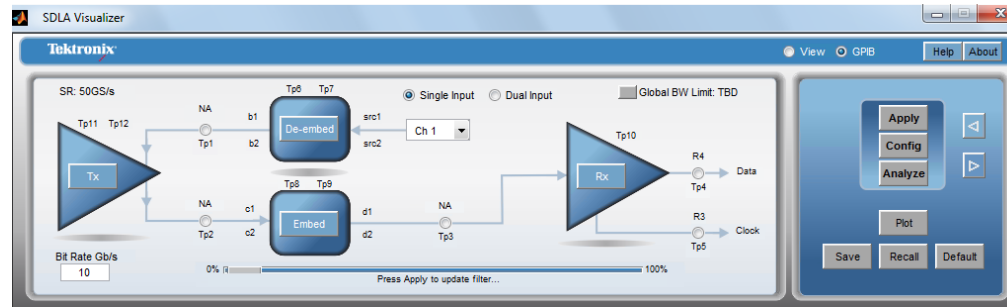 SDLA Visualizer
Tektronix
View GPIB Help About
SR: 50GS/s
Tp6 Tp7
Single Input Dual Input
Global BW Limit: TBD
Tp11 Tp12
NA
b1
De-embed
src1
Ch 1
b2
src2
Tp1
Tp10
Apply
Config
Analyze
Tx
Tp8 Tp9
Rx
R4
Data
Tp4
NA
c1
Embed
d1
NA
c2
d2
Tp2
Tp3
R3
Clock
Tp5
Plot
Bit Rate Gb/s
10
0% 100%
Press Apply to update filter...
Save Recall Default